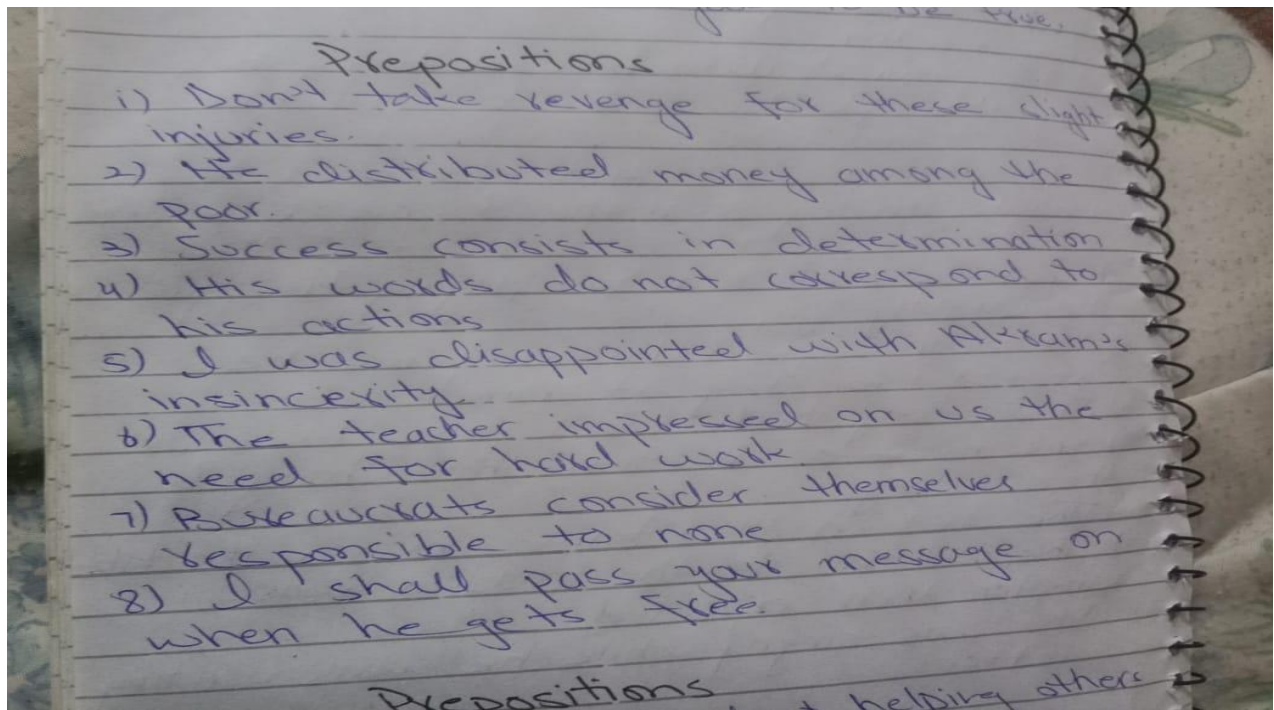 be true.
Prepositions
1) Don't take revenge for these slight
injuries.
2) He distributed money among the
poor.
3) Success consists in determination
4) His words do not correspond to
his actions
5) I was disappointed with Akram's
insincerity.
6) The teacher impressed on us the
need for hard work.
7) Bureaucrats consider themselves
responsible to none
8) I shall pass your message on
when he gets free.
Prepositions
helping others